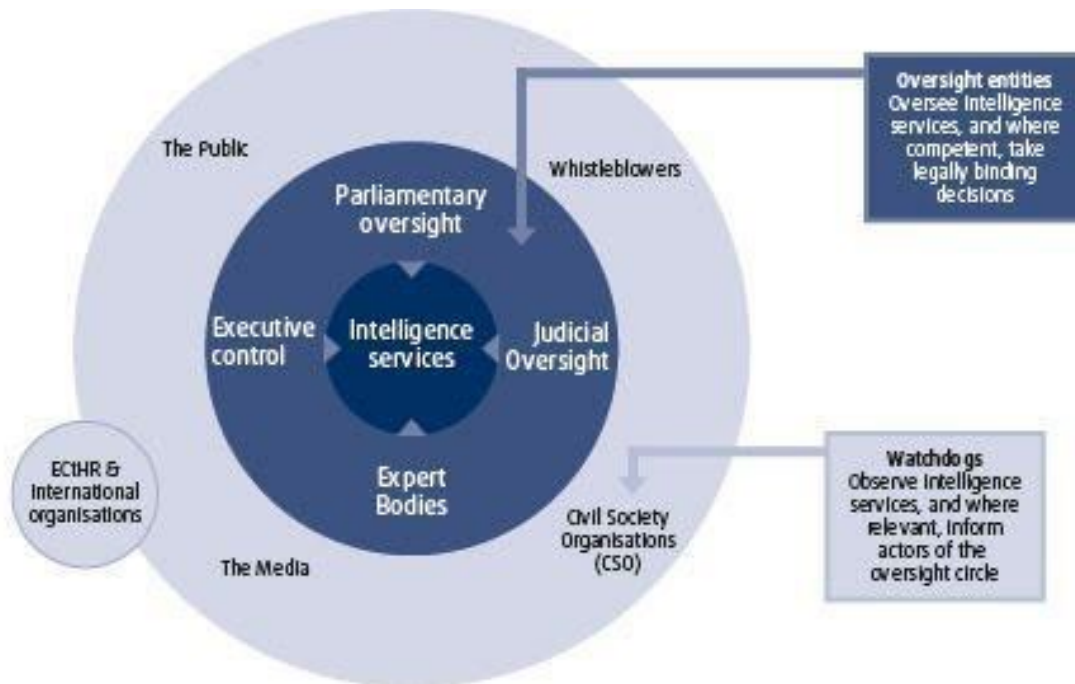 The Public
Whistleblowers
Parliamentary
oversight
Executive
control
Intelligence
services
Judicial
Oversight
Expert
Bodies
ECtHR &
International
organisations
The Media
Civil Society
Organisations
(CSO)
Oversight entities
Oversee intelligence
services, and where
competent, take
legally binding
decisions
Watchdogs
Observe intelligence
services, and where
relevant, inform
actors of the
oversight circle